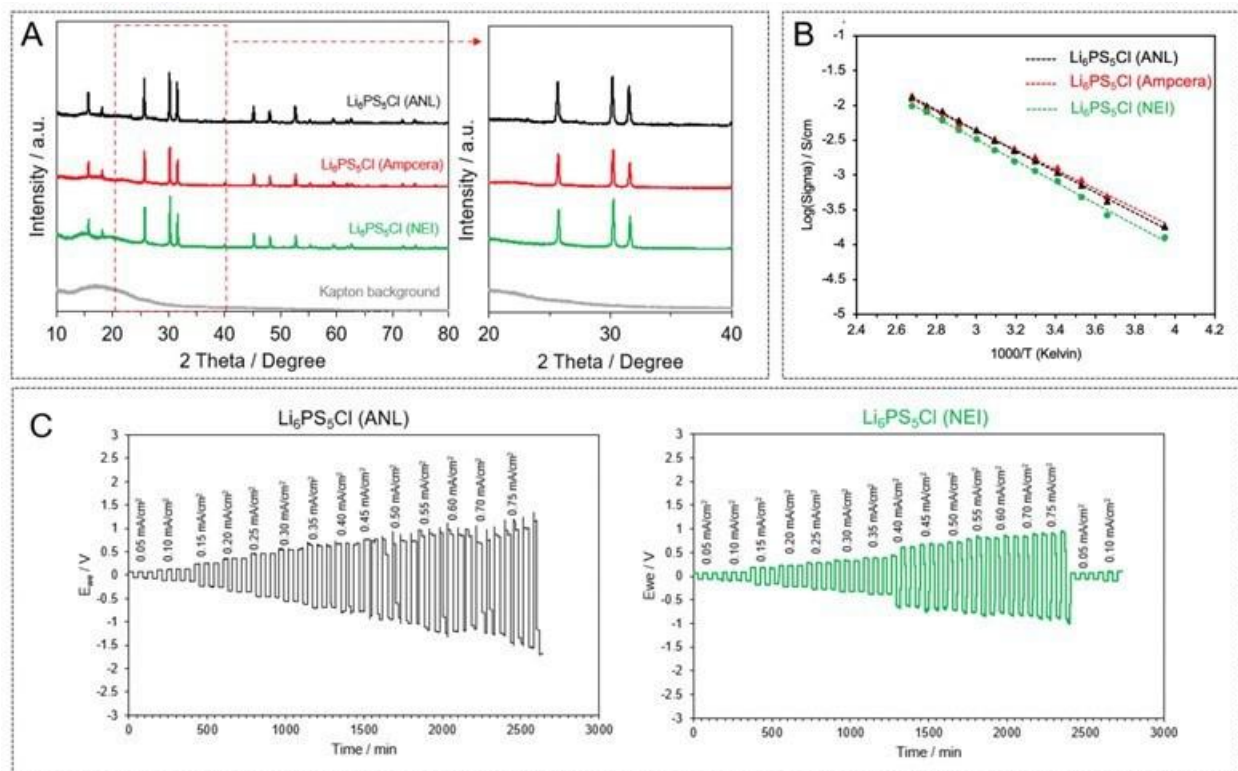 A
Intensity / a.u.
Li₆PS₅Cl (ANL)
Li₆PS₅Cl (Ampcera)
Li₆PS₅Cl (NEI)
Kapton background
10 20 30 40 50 60 70 80
2 Theta / Degree
Intensity / a.u.
20 30 40
2 Theta / Degree
B
Log(Sigma) / S/cm
-1
-1.5
-2
-2.5
-3
-3.5
-4
-4.5
-5
Li₆PS₅Cl (ANL)
Li₆PS₅Cl (Ampcera)
Li₆PS₅Cl (NEI)
2.4 2.6 2.8 3 3.2 3.4 3.6 3.8 4 4.2
1000/T (Kelvin)
C
Li₆PS₅Cl (ANL)
E_we / V
3
2.5
2
1.5
1
0.5
0
-0.5
-1
-1.5
-2
-2.5
-3
0.05 mA/cm²
0.10 mA/cm²
0.15 mA/cm²
0.20 mA/cm²
0.25 mA/cm²
0.30 mA/cm²
0.35 mA/cm²
0.40 mA/cm²
0.45 mA/cm²
0.50 mA/cm²
0.55 mA/cm²
0.60 mA/cm²
0.70 mA/cm²
0.75 mA/cm²
0 500 1000 1500 2000 2500 3000
Time / min
Li₆PS₅Cl (NEI)
Ewe / V
3
2.5
2
1.5
1
0.5
0
-0.5
-1
-1.5
-2
-2.5
-3
0.05 mA/cm²
0.10 mA/cm²
0.15 mA/cm²
0.20 mA/cm²
0.25 mA/cm²
0.30 mA/cm²
0.35 mA/cm²
0.40 mA/cm²
0.45 mA/cm²
0.50 mA/cm²
0.55 mA/cm²
0.60 mA/cm²
0.70 mA/cm²
0.75 mA/cm²
0.05 mA/cm²
0.10 mA/cm²
0 500 1000 1500 2000 2500 3000
Time / min